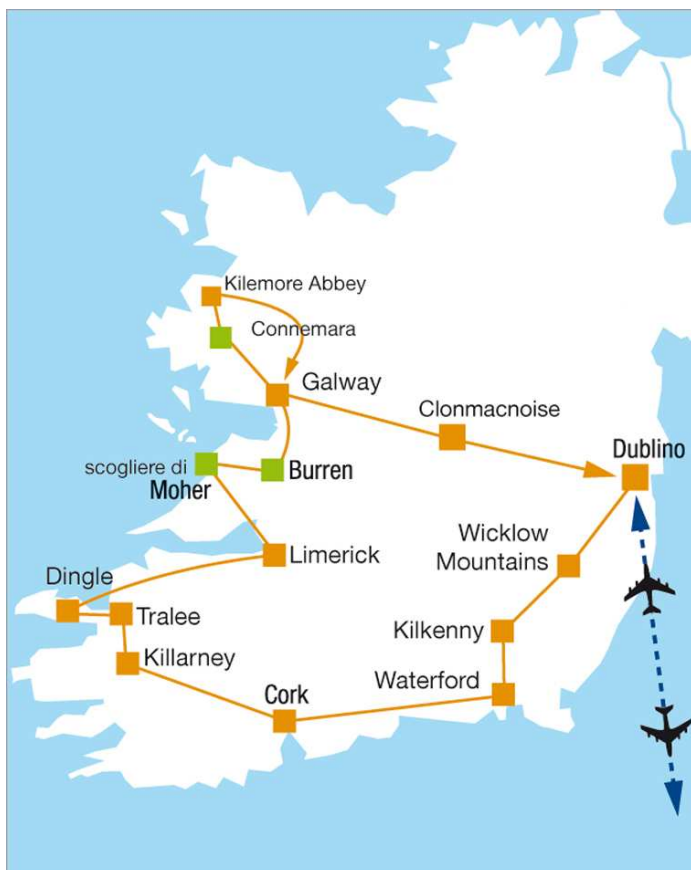 Kilemore Abbey
Connemara
Galway
Clonmacnoise
Dublino
scogliere di
Moher
Burren
Wicklow
Mountains
Limerick
Dingle
Tralee
Kilkenny
Killarney
Waterford
Cork